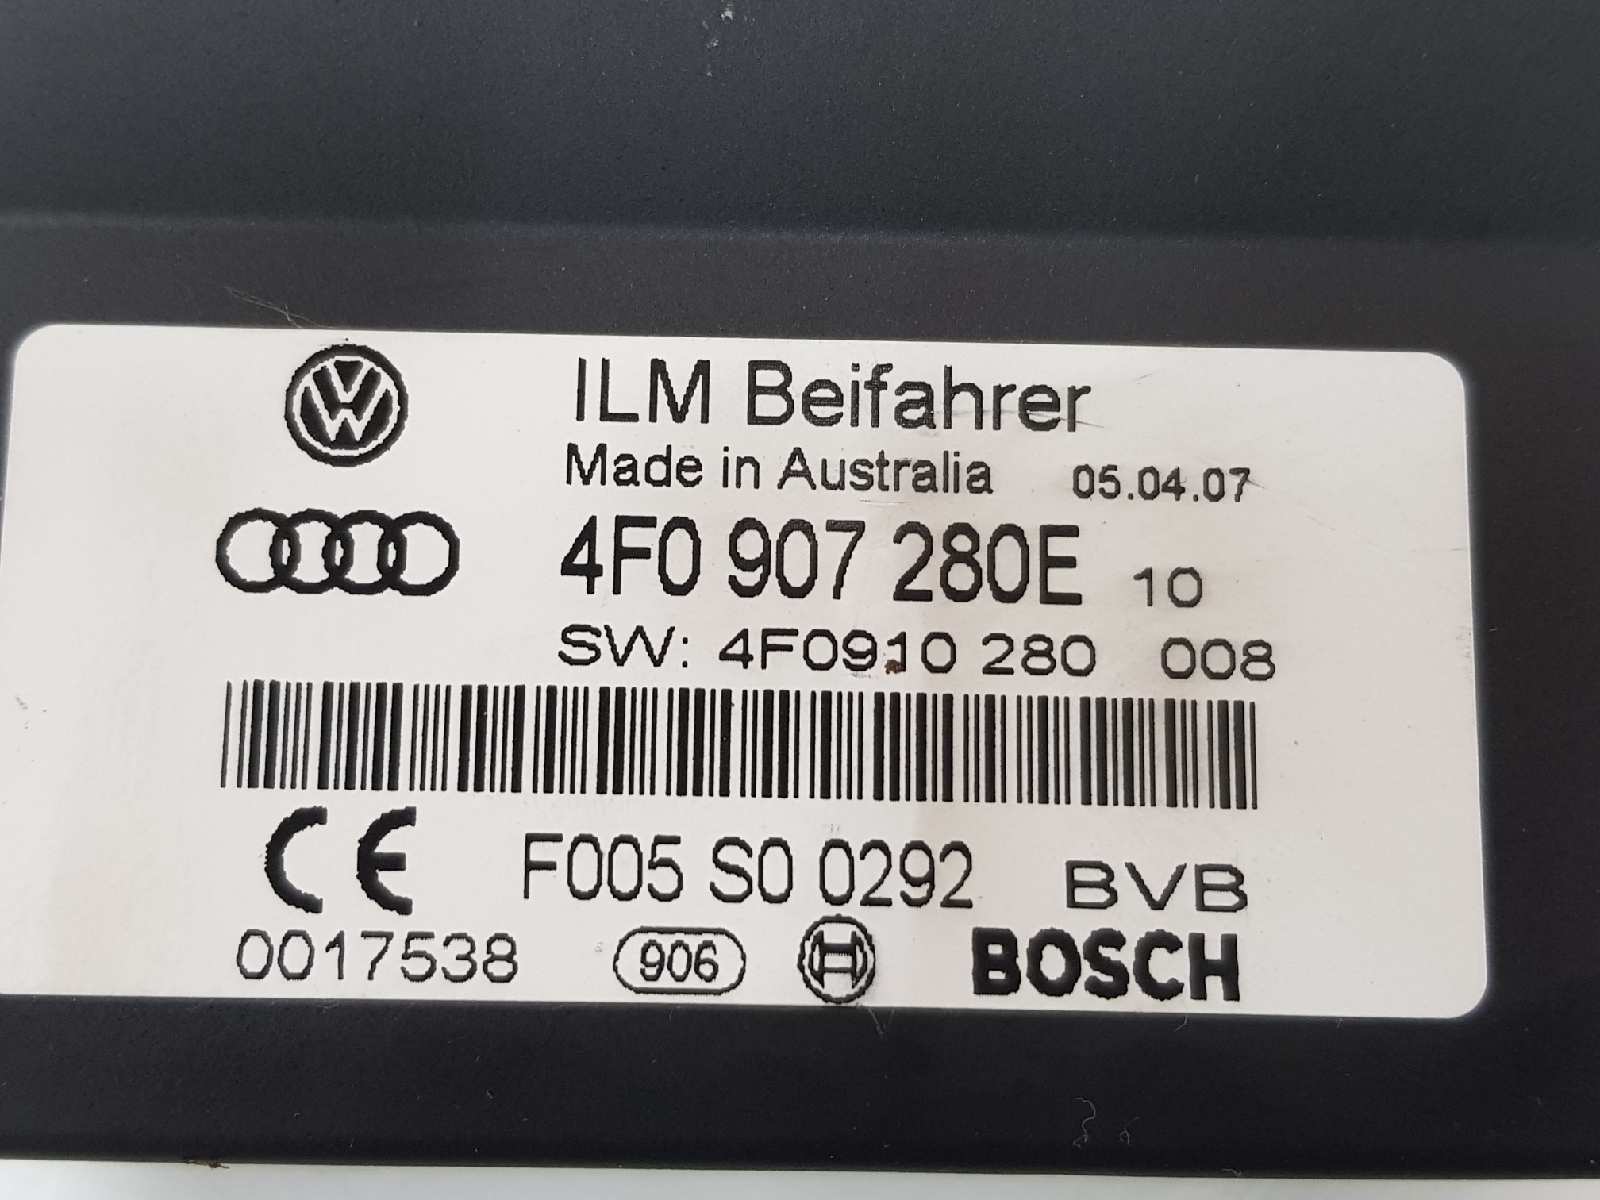 ILM Beifahrer
Made in Australia 05.04.07
4F0 907 280E 10
SW: 4F0910 280 008
CE F005 S0 0292 BVB
0017538 906 BOSCH